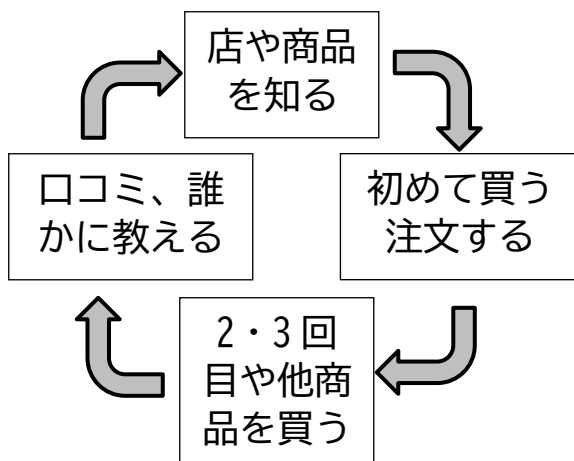 店や商品
を知る
初めて買う
注文する
2・3回
目や他商
品を買う
口コミ、誰
かに教える